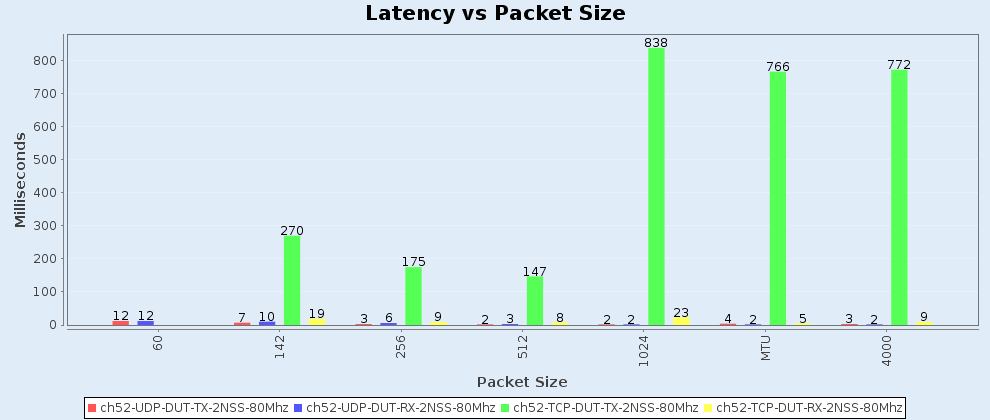 Latency vs Packet Size
Milliseconds
800
700
600
500
400
300
200
100
0
12 12
7 10 270 19
3 6 175 9
2 3 147 8
2 2 838 23
4 2 766 5
3 2 772 9
60 142 256 512 1024 MTU 4000
Packet Size
ch52-UDP-DUT-TX-2NSS-80Mhz ch52-UDP-DUT-RX-2NSS-80Mhz ch52-TCP-DUT-TX-2NSS-80Mhz ch52-TCP-DUT-RX-2NSS-80Mhz